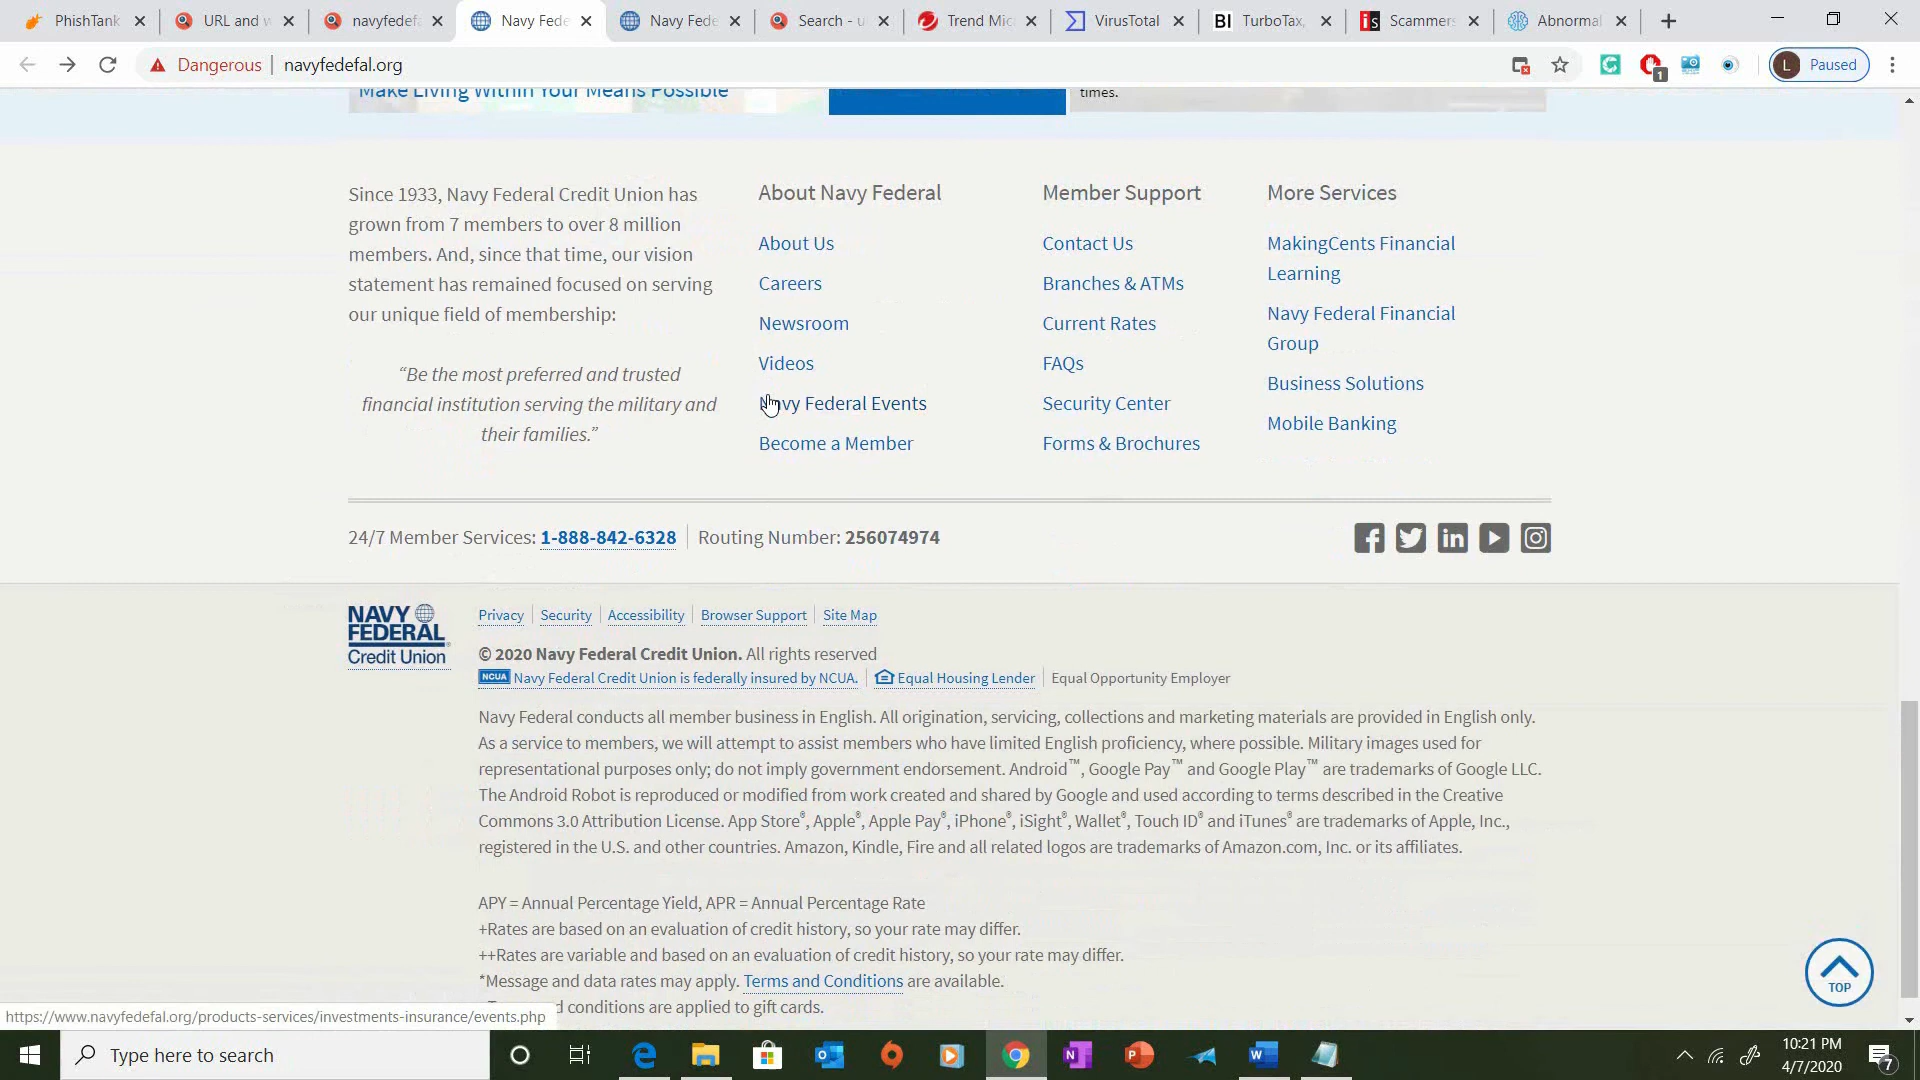 PhishTank
URL and w
navyfedef
Navy Fede
Navy Fede
Search - u
Trend Mic
VirusTotal
BI TurboTax,
is Scammers
Abnormal
Dangerous navyfedefal.org
1
L Paused
Make Living Within Your Means Possible
times.
Since 1933, Navy Federal Credit Union has
grown from 7 members to over 8 million
members. And, since that time, our vision
statement has remained focused on serving
our unique field of membership:
“Be the most preferred and trusted
financial institution serving the military and
their families.”
About Navy Federal
About Us
Careers
Newsroom
Videos
Navy Federal Events
Become a Member
Member Support
Contact Us
Branches & ATMs
Current Rates
FAQs
Security Center
Forms & Brochures
More Services
MakingCents Financial
Learning
Navy Federal Financial
Group
Business Solutions
Mobile Banking
24/7 Member Services: 1-888-842-6328 Routing Number: 256074974
NAVY
FEDERAL
Credit Union
Privacy Security Accessibility Browser Support Site Map
© 2020 Navy Federal Credit Union. All rights reserved
NCUA Navy Federal Credit Union is federally insured by NCUA. Equal Housing Lender Equal Opportunity Employer
Navy Federal conducts all member business in English. All origination, servicing, collections and marketing materials are provided in English only.
As a service to members, we will attempt to assist members who have limited English proficiency, where possible. Military images used for
representational purposes only; do not imply government endorsement. Android™, Google Pay™ and Google Play™ are trademarks of Google LLC.
The Android Robot is reproduced or modified from work created and shared by Google and used according to terms described in the Creative
Commons 3.0 Attribution License. App Store®, Apple®, Apple Pay®, iPhone®, iSight®, Wallet®, Touch ID® and iTunes® are trademarks of Apple, Inc.,
registered in the U.S. and other countries. Amazon, Kindle, Fire and all related logos are trademarks of Amazon.com, Inc. or its affiliates.
APY = Annual Percentage Yield, APR = Annual Percentage Rate
+Rates are based on an evaluation of credit history, so your rate may differ.
++Rates are variable and based on an evaluation of credit history, so your rate may differ.
*Message and data rates may apply. Terms and Conditions are available.
d conditions are applied to gift cards.
TOP
https://www.navyfedefal.org/products-services/investments-insurance/events.php
Type here to search
10:21 PM
4/7/2020
7